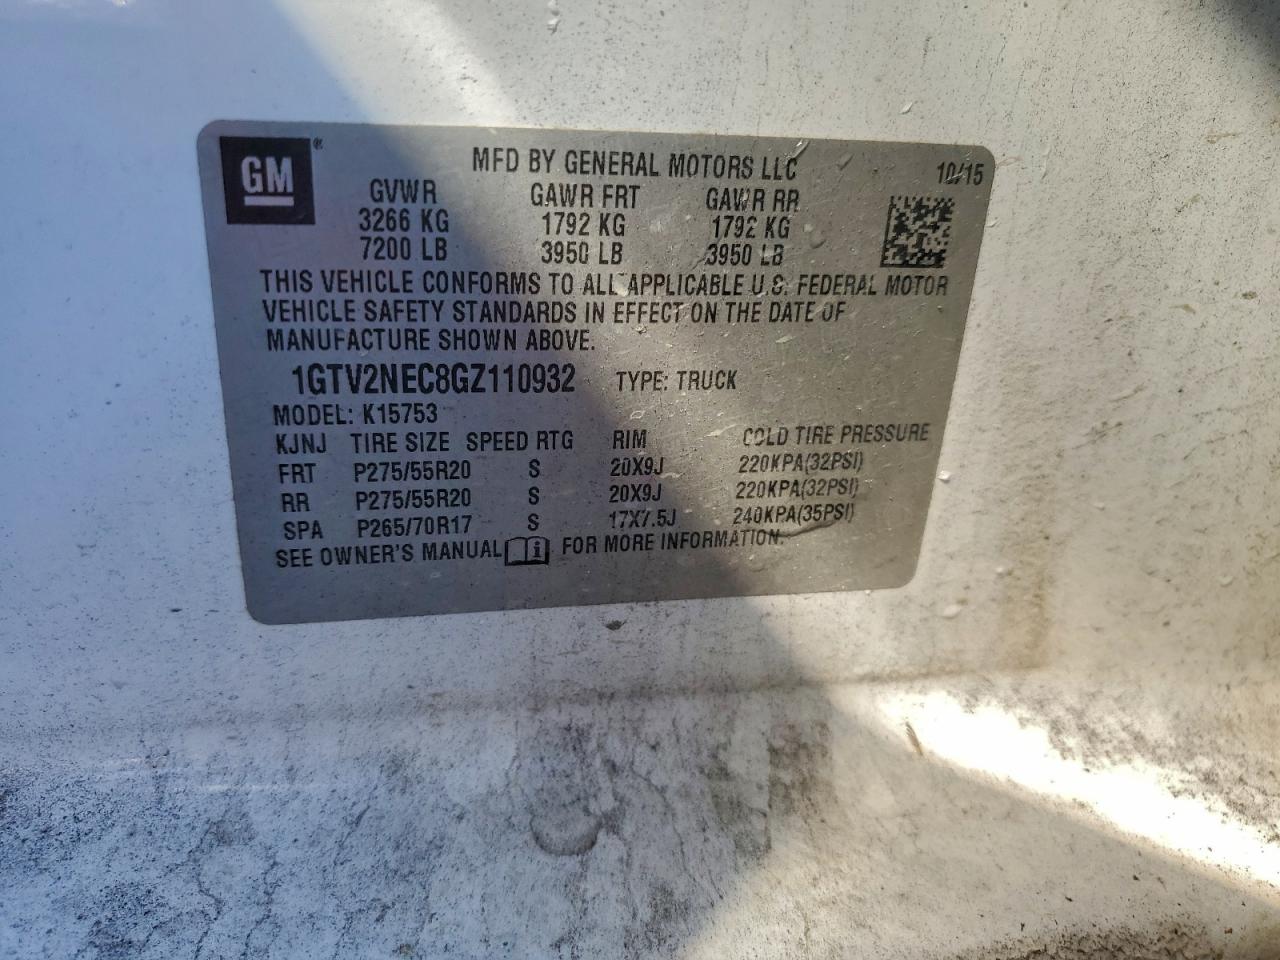 GM® MFD BY GENERAL MOTORS LLC 10/15
GVWR GAWR FRT GAWR RR
3266 KG 1792 KG 1792 KG
7200 LB 3950 LB 3950 LB
THIS VEHICLE CONFORMS TO ALL APPLICABLE U.S. FEDERAL MOTOR
VEHICLE SAFETY STANDARDS IN EFFECT ON THE DATE OF
MANUFACTURE SHOWN ABOVE.
1GTV2NEC8GZ110932 TYPE: TRUCK
MODEL: K15753
KJNJ TIRE SIZE SPEED RTG RIM COLD TIRE PRESSURE
FRT P275/55R20 S 20X9J 220KPA(32PSI)
RR P275/55R20 S 20X9J 220KPA(32PSI)
SPA P265/70R17 S 17X7.5J 240KPA(35PSI)
SEE OWNER'S MANUAL i FOR MORE INFORMATION.